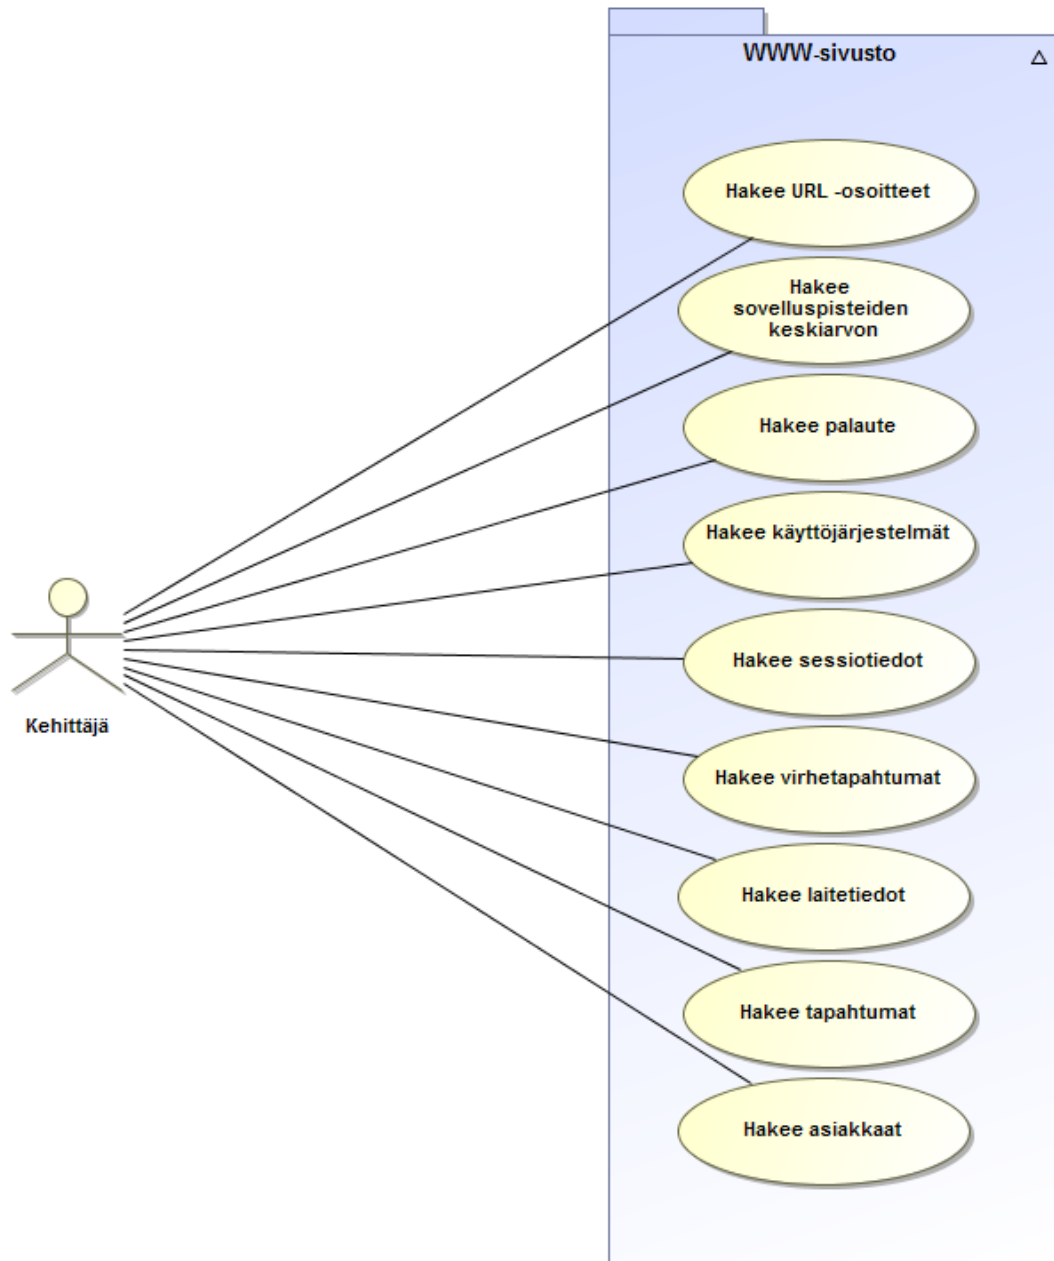 WWW-sivusto
Hakee URL -osoitteet
Hakee
sovelluspisteiden
keskiarvon
Hakee palaute
Hakee käyttöjärjestelmät
Hakee sessiotiedot
Kehittäjä
Hakee virhetapahtumat
Hakee laitetiedot
Hakee tapahtumat
Hakee asiakkaat